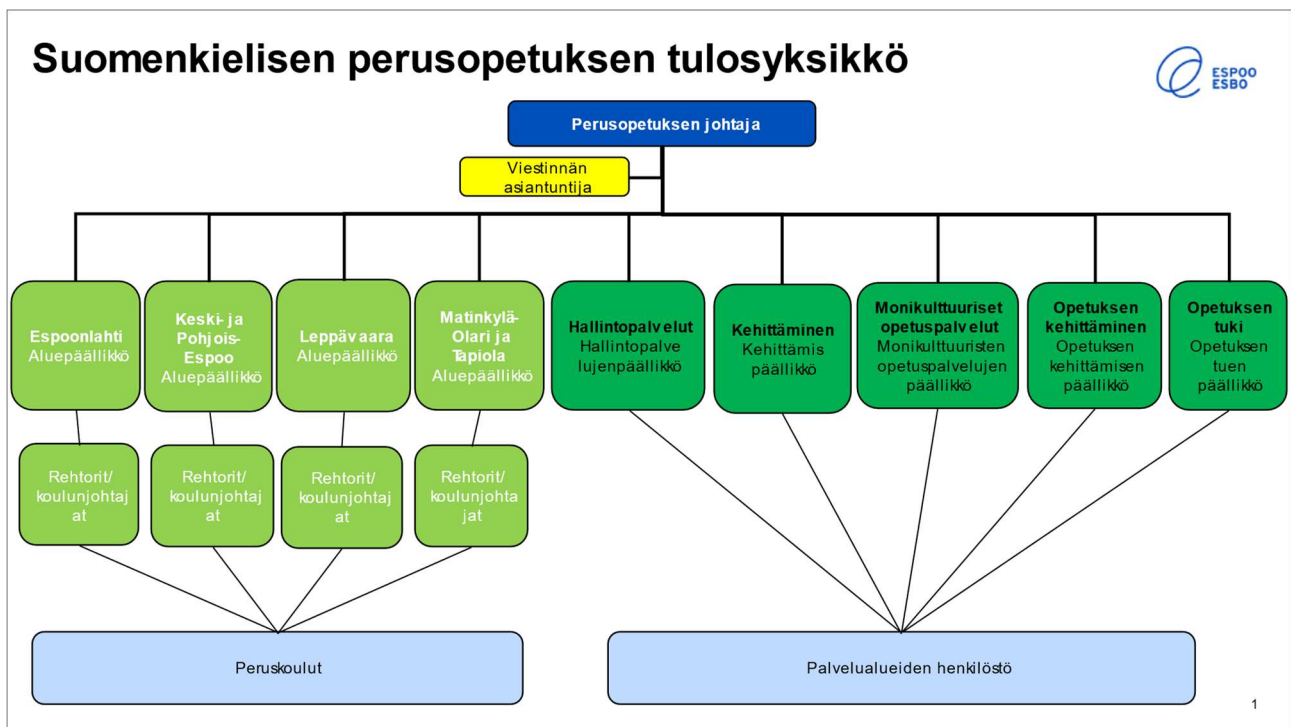 Suomenkielisen perusopetuksen tulosyksikkö
ESPOO
ESBO
Perusopetuksen johtaja
Viestinnän
asiantuntija
Espoonlahti
Aluepäällikkö
Keski- ja
Pohjois-
Espoo
Aluepäällikkö
Leppävaara
Aluepäällikkö
Matinkylä-
Olari ja
Tapiola
Aluepäällikkö
Hallintopalvelut
Hallintopalve
lujenpäällikkö
Kehittäminen
Kehittämis
päällikkö
Monikulttuuriset
opetuspalvelut
Monikulttuuristen
opetuspalvelujen
päällikkö
Opetuksen
kehittäminen
Opetuksen
kehittämisen
päällikkö
Opetuksen
tuki
Opetuksen
tuen
päällikkö
Rehtorit/
koulunjohtaj
at
Rehtorit/
koulunjohtaj
at
Rehtorit/
koulunjohtaj
at
Rehtorit/
koulunjohta
jat
Peruskoulut
Palvelualueiden henkilöstö
1